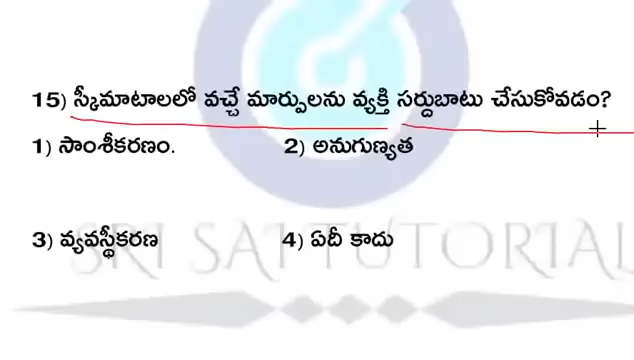 15) స్కీమాటాలలో వచ్చే మార్పులను వ్యక్తి సర్దుబాటు చేసుకోవడం?
1) సాంశీకరణం. 2) అనుగుణ్యత
3) వ్యవస్థీకరణ 4) ఏదీ కాదు
SRI SAI TUTORIAL